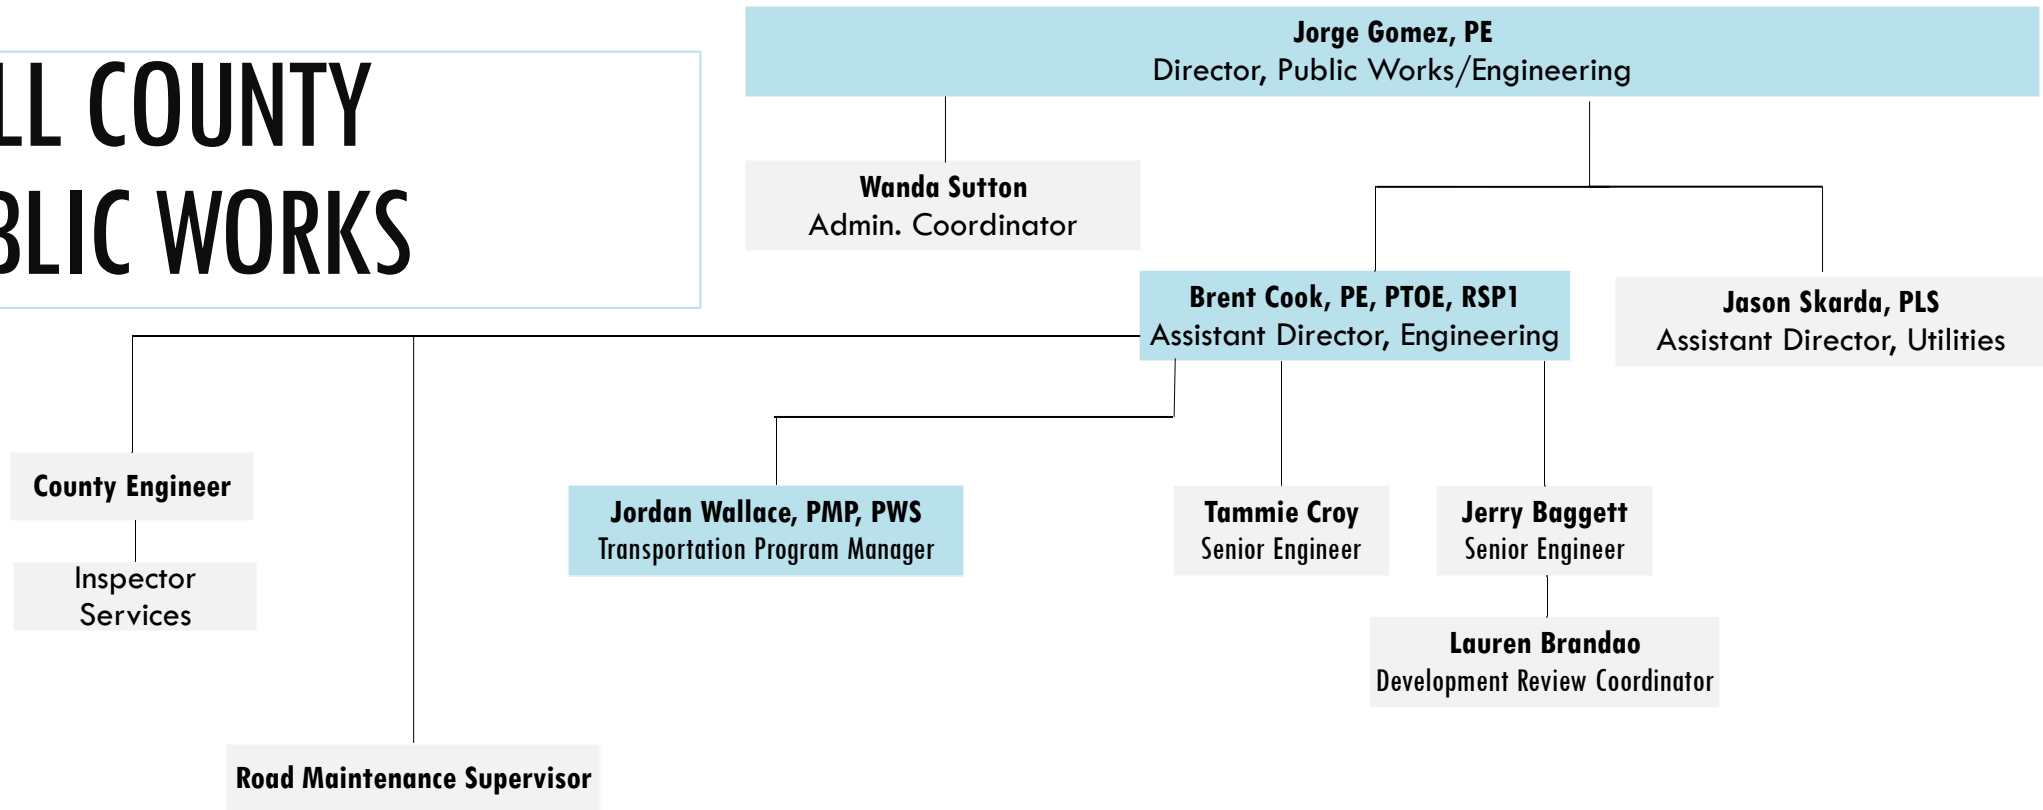 LL COUNTY
BLIC WORKS
Jorge Gomez, PE
Director, Public Works/Engineering
Wanda Sutton
Admin. Coordinator
Brent Cook, PE, PTOE, RSP1
Assistant Director, Engineering
Jason Skarda, PLS
Assistant Director, Utilities
County Engineer
Inspector
Services
Jordan Wallace, PMP, PWS
Transportation Program Manager
Tammie Croy
Senior Engineer
Jerry Baggett
Senior Engineer
Lauren Brandao
Development Review Coordinator
Road Maintenance Supervisor